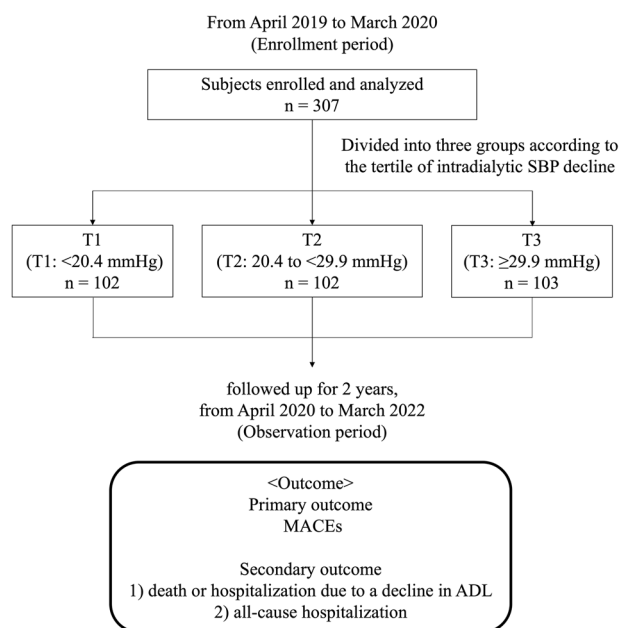 From April 2019 to March 2020
(Enrollment period)
Subjects enrolled and analyzed
n = 307
Divided into three groups according to
the tertile of intradialytic SBP decline
T1
(T1: <20.4 mmHg)
n = 102
T2
(T2: 20.4 to <29.9 mmHg)
n = 102
T3
(T3: ≥29.9 mmHg)
n = 103
followed up for 2 years,
from April 2020 to March 2022
(Observation period)
<Outcome>
Primary outcome
MACEs
Secondary outcome
1) death or hospitalization due to a decline in ADL
2) all-cause hospitalization